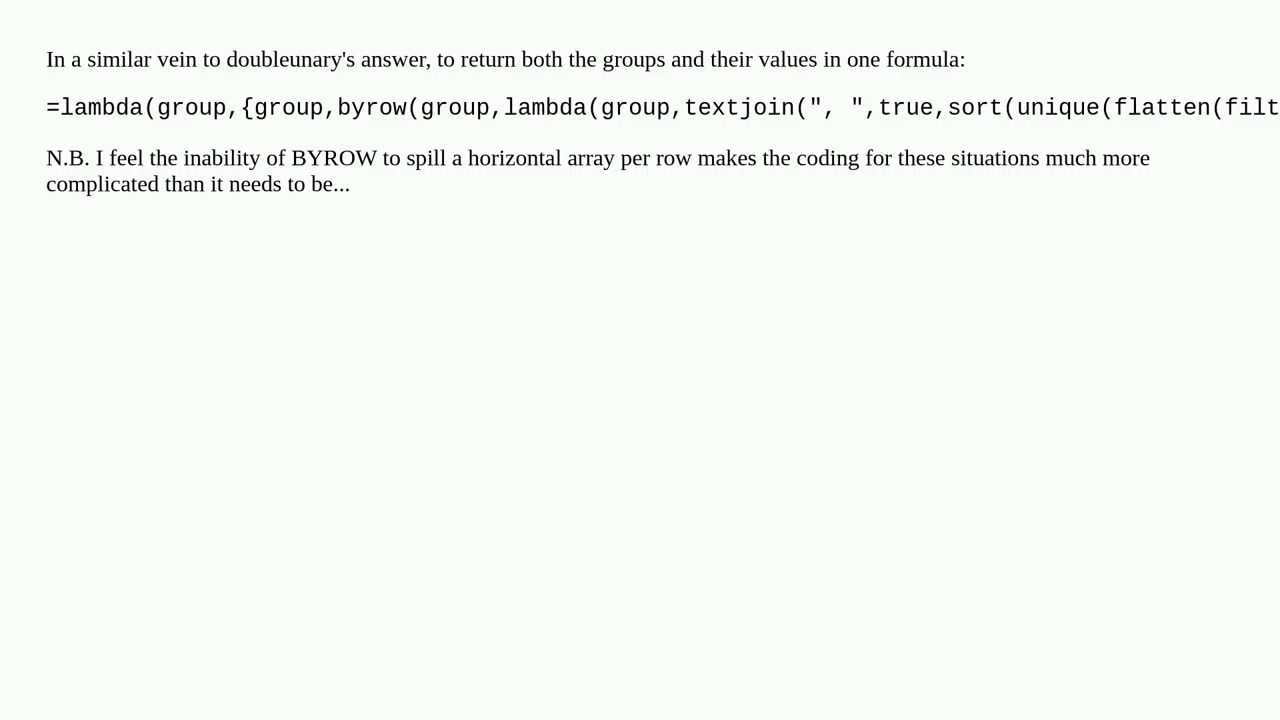 In a similar vein to doubleunary's answer, to return both the groups and their values in one formula:
=lambda(group,{group,byrow(group,lambda(group,textjoin(", ",true,sort(unique(flatten(filt
N.B. I feel the inability of BYROW to spill a horizontal array per row makes the coding for these situations much more
complicated than it needs to be...